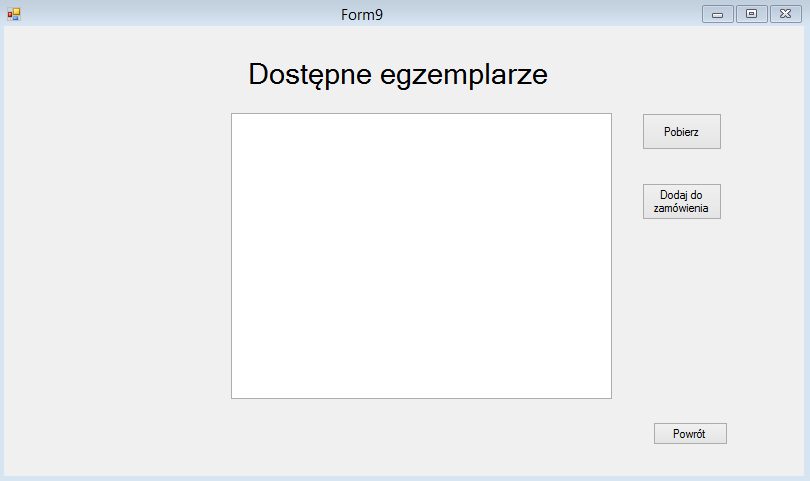 Form9
Dostępne egzemplarze
Pobierz
Dodaj do
zamówienia
Powrót